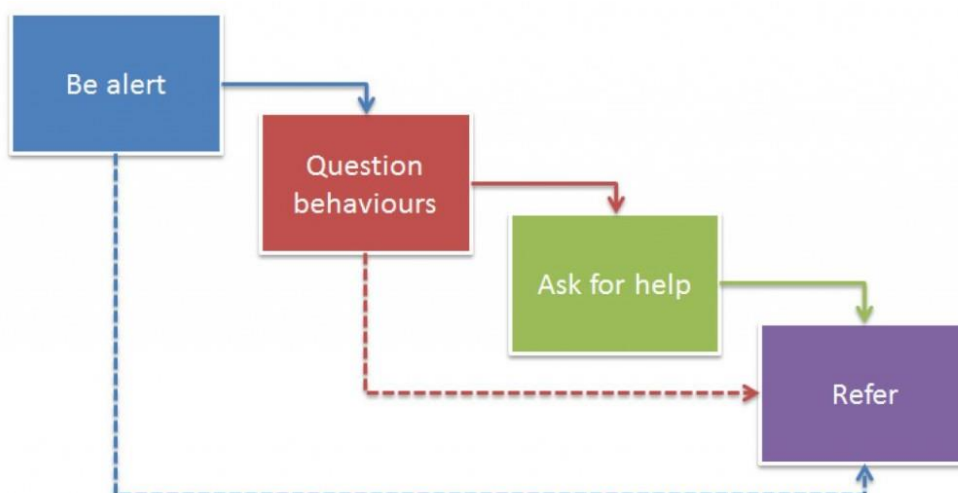 Be alert
Question
behaviours
Ask for help
Refer